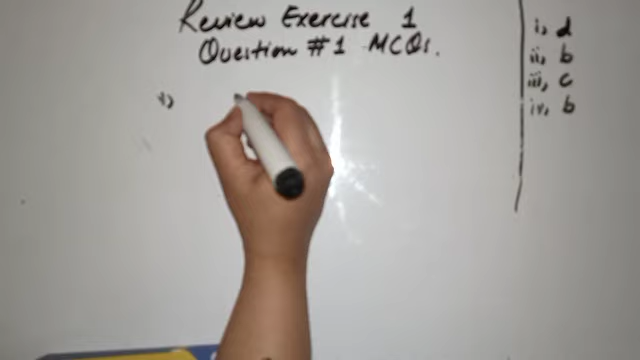 Review Exercise 1
Question #1 MCQs.
v)
i, d
ii, b
iii, c
iv, b